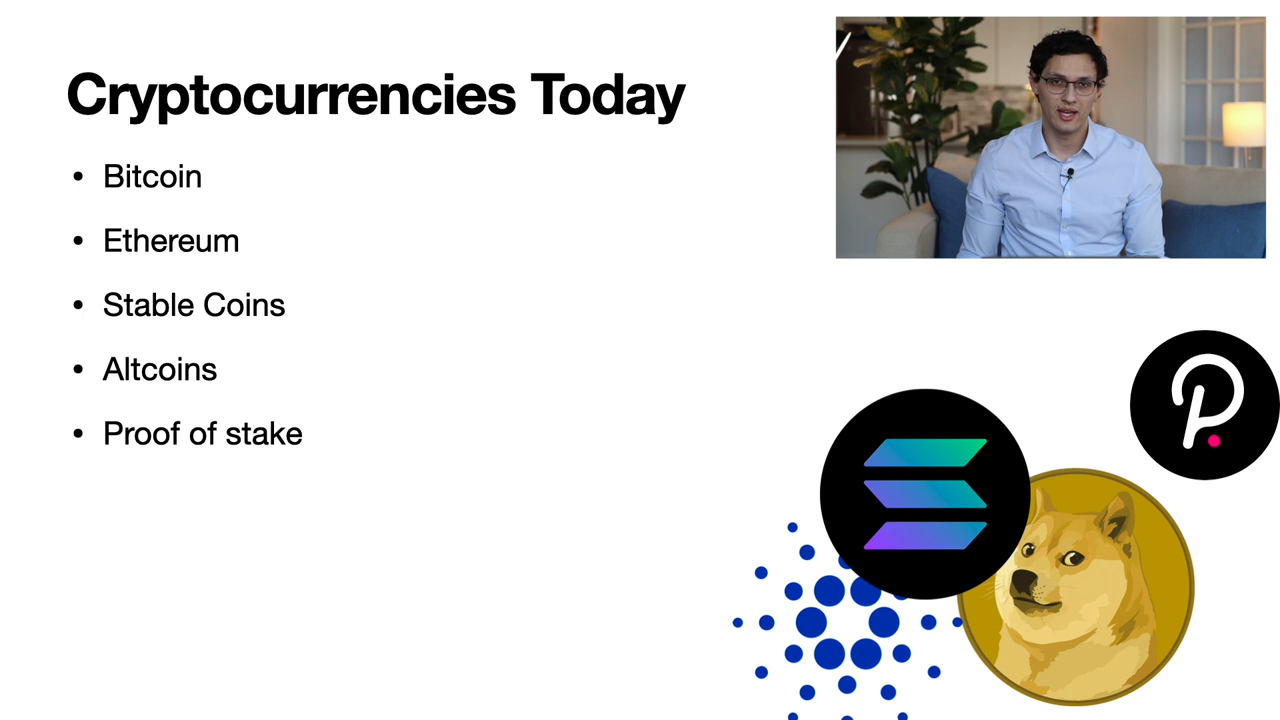 Cryptocurrencies Today
• Bitcoin
• Ethereum
• Stable Coins
• Altcoins
• Proof of stake